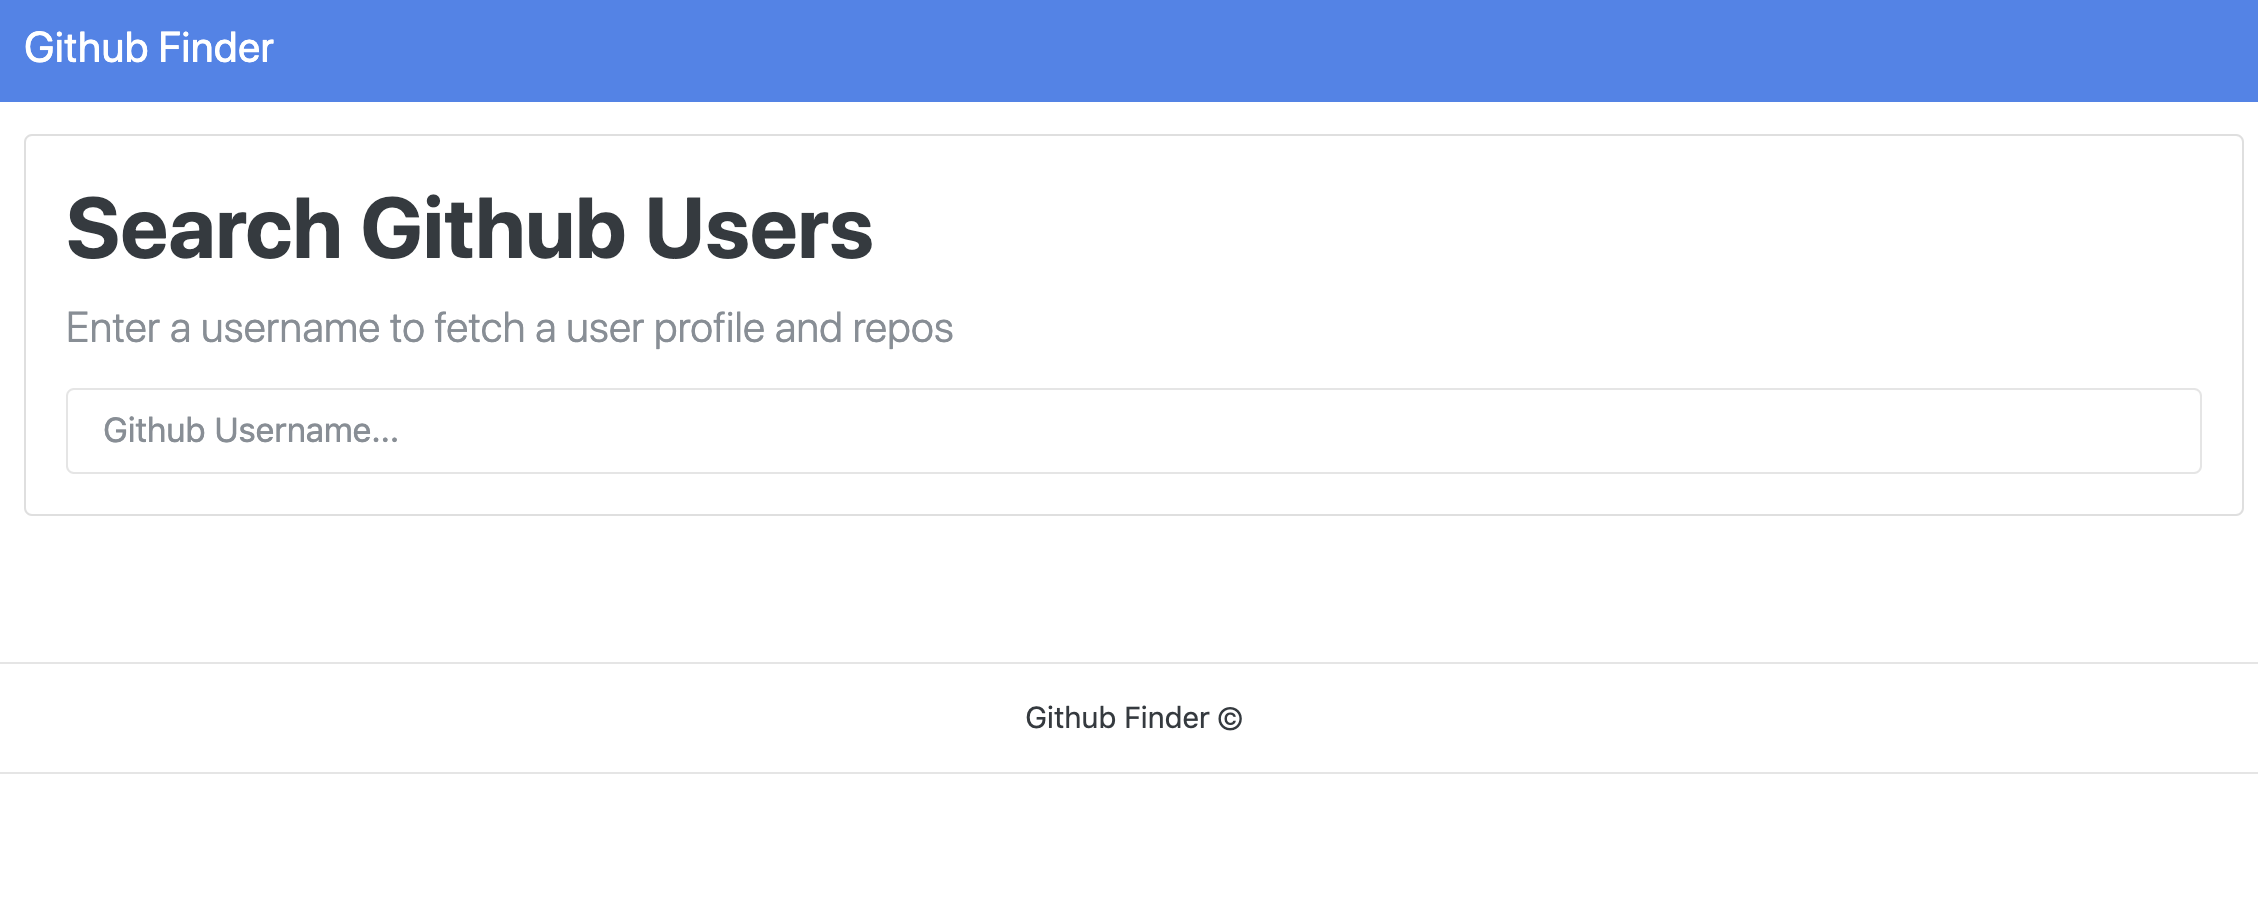 Github Finder
Search Github Users
Enter a username to fetch a user profile and repos
Github Username...
Github Finder ©